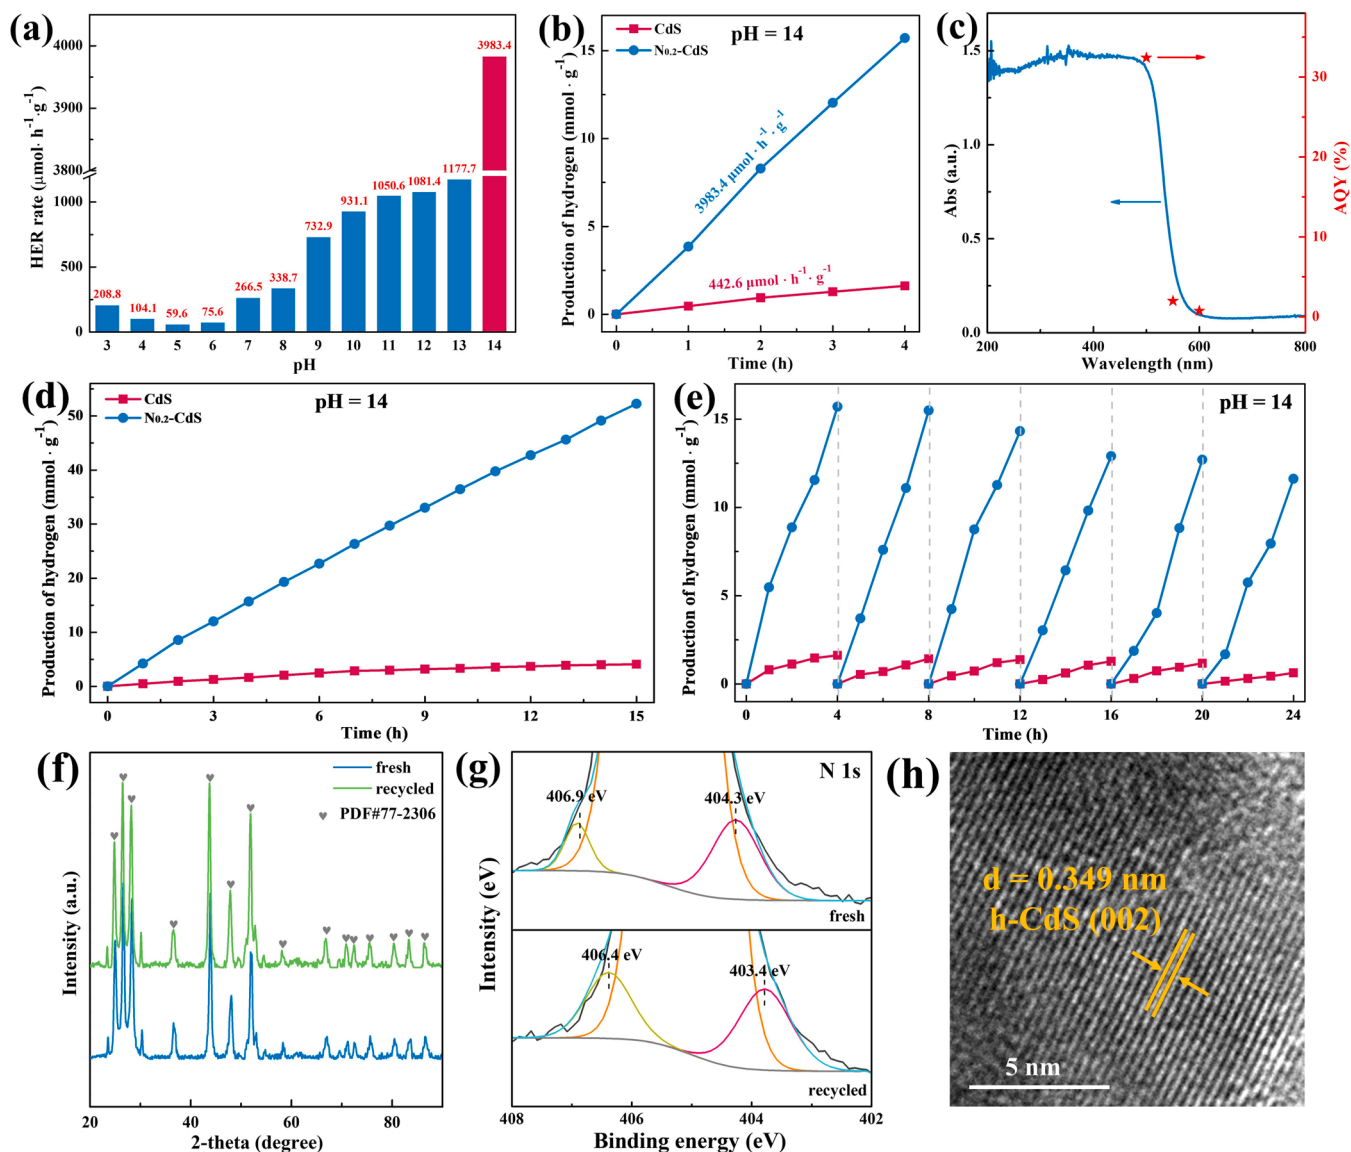 (a)
HER rate (μmol· h⁻¹·g⁻¹)
4000
3900
3800
1000
500
0
208.8
104.1
59.6
75.6
266.5
338.7
732.9
931.1
1050.6
1081.4
1177.7
3983.4
3 4 5 6 7 8 9 10 11 12 13 14
pH
(b)
CdS
N₀.₂-CdS
pH = 14
Production of hydrogen (mmol · g⁻¹)
15
10
5
0
3983.4 μmol · h⁻¹ · g⁻¹
442.6 μmol · h⁻¹ · g⁻¹
0 1 2 3 4
Time (h)
(c)
Abs (a.u.)
1.5
1.0
0.5
0.0
AQY (%)
30
20
10
0
200 400 600 800
Wavelength (nm)
(d)
CdS
N₀.₂-CdS
pH = 14
Production of hydrogen (mmol · g⁻¹)
50
40
30
20
10
0
0 3 6 9 12 15
Time (h)
(e)
pH = 14
Production of hydrogen (mmol · g⁻¹)
15
10
5
0
0 4 8 12 16 20 24
Time (h)
(f)
fresh
recycled
PDF#77-2306
Intensity (a.u.)
20 40 60 80
2-theta (degree)
(g)
N 1s
406.9 eV
404.3 eV
fresh
406.4 eV
403.4 eV
recycled
Intensity (eV)
408 406 404 402
Binding energy (eV)
(h)
d = 0.349 nm
h-CdS (002)
5 nm